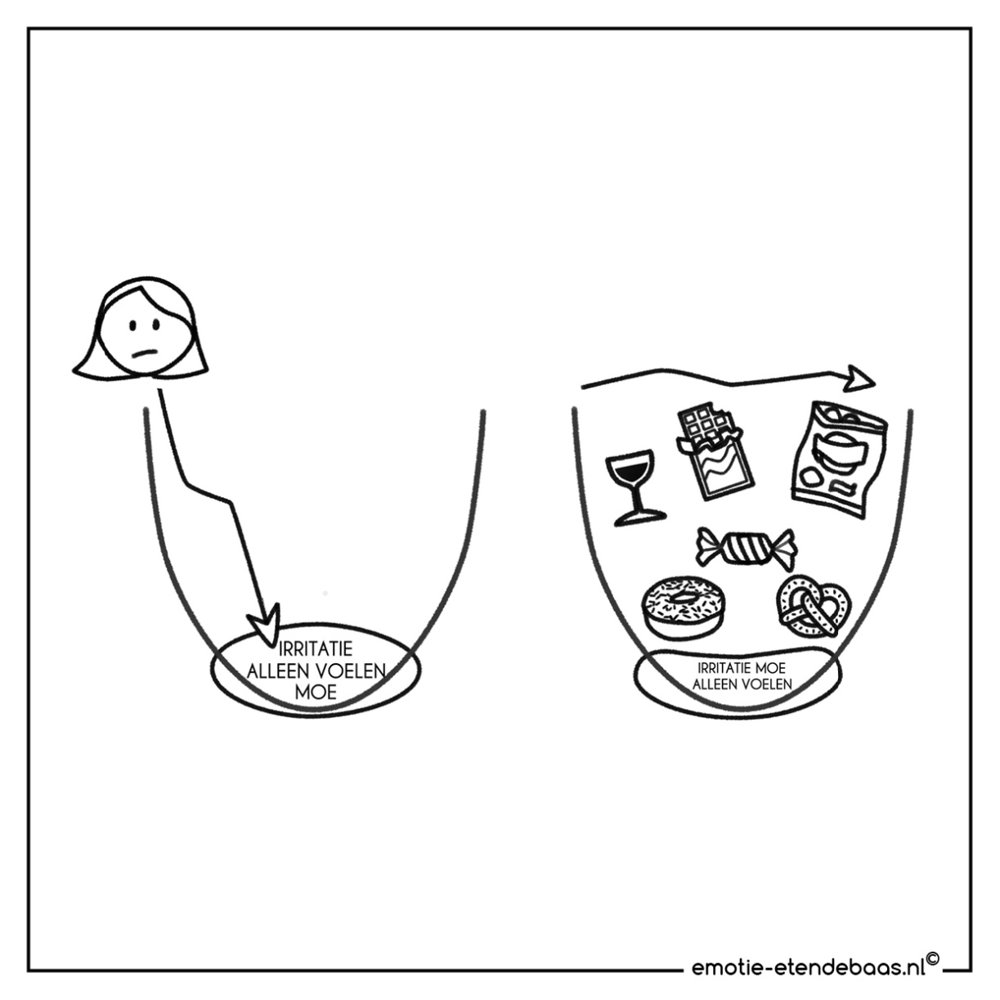 IRRITATIE
ALLEEN VOELEN
MOE
IRRITATIE MOE
ALLEEN VOELEN
emotie-etendebaas.nl©